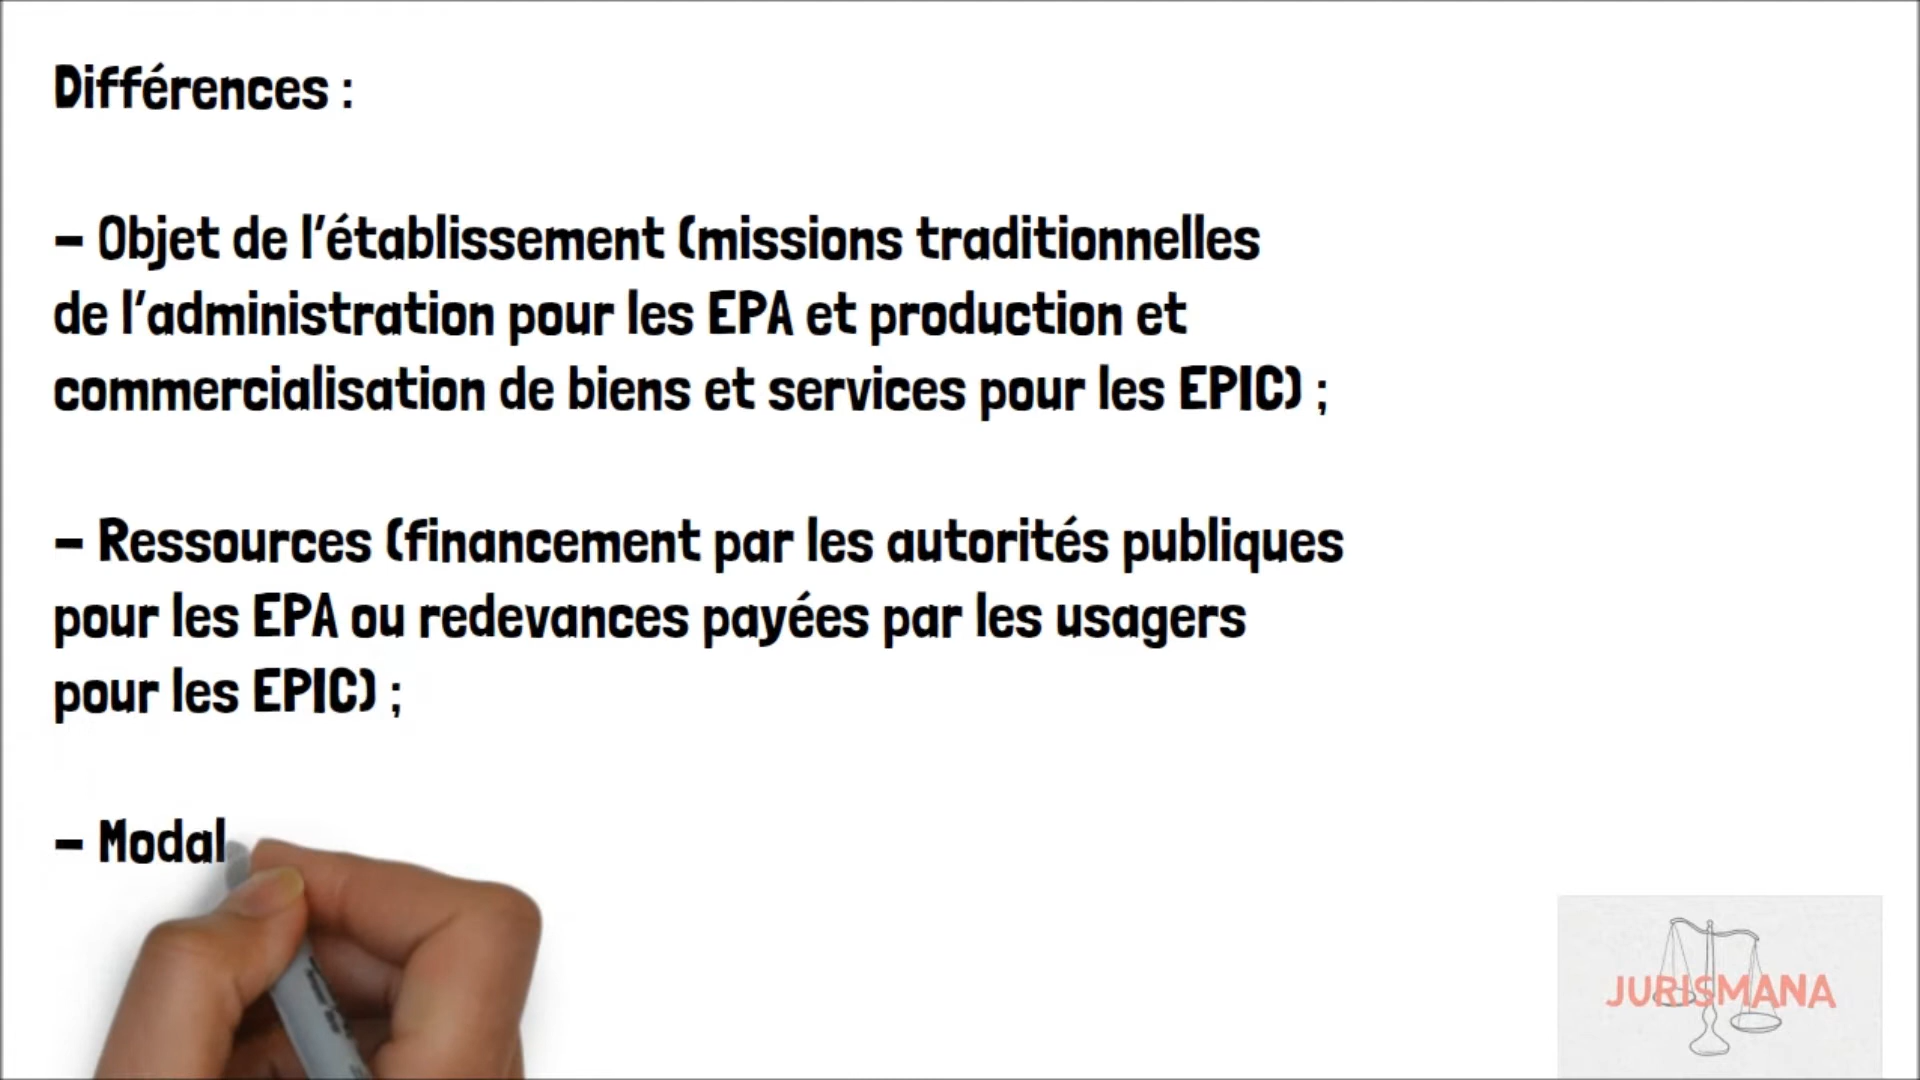 Différences :
- Objet de l'établissement (missions traditionnelles
de l'administration pour les EPA et production et
commercialisation de biens et services pour les EPIC) ;
- Ressources (financement par les autorités publiques
pour les EPA ou redevances payées par les usagers
pour les EPIC) ;
- Modal
JURISMANA